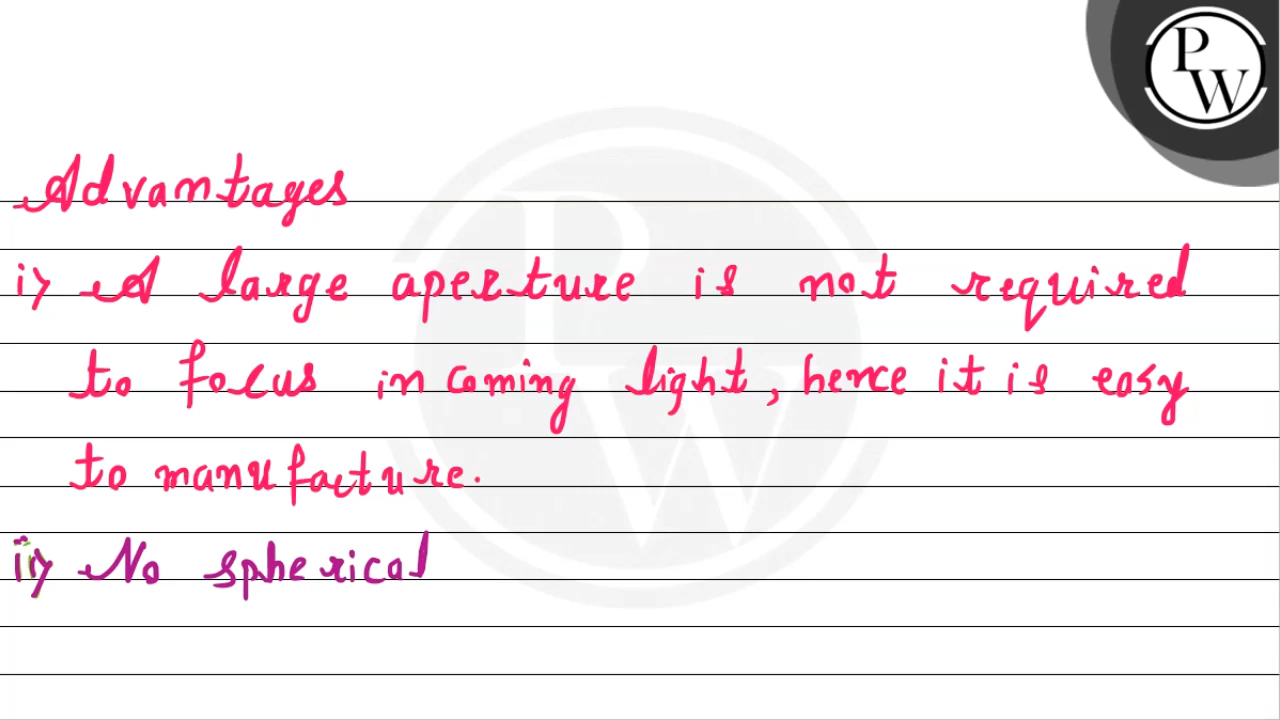 PW
Advantages
i> A large aperture is not required
to focus incoming light, hence it is easy
to manufacture.
ii> No spherical